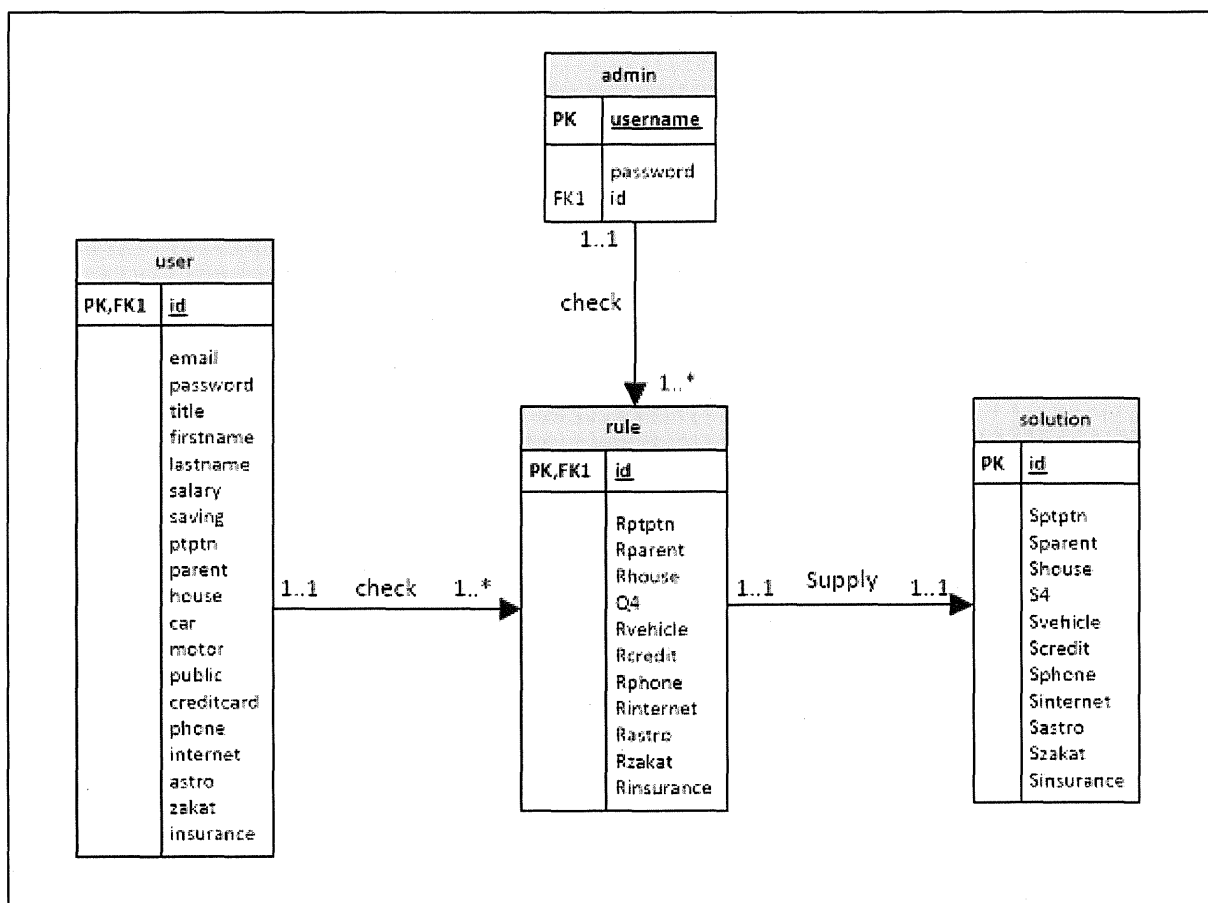 admin
PK username
password
FK1 id
1..1
check
1..*
user
PK,FK1 id
email
password
title
firstname
lastname
salary
saving
ptptn
parent
house
car
motor
public
creditcard
phone
internet
astro
zakat
insurance
1..1 check 1..*
rule
PK,FK1 id
Rptptn
Rparent
Rhouse
Q4
Rvehicle
Rcredit
Rphone
Rinternet
Rastro
Rzakat
Rinsurance
1..1 Supply 1..1
solution
PK id
Sptptn
Sparent
Shouse
S4
Svehicle
Scredit
Sphone
Sinternet
Sastro
Szakat
Sinsurance